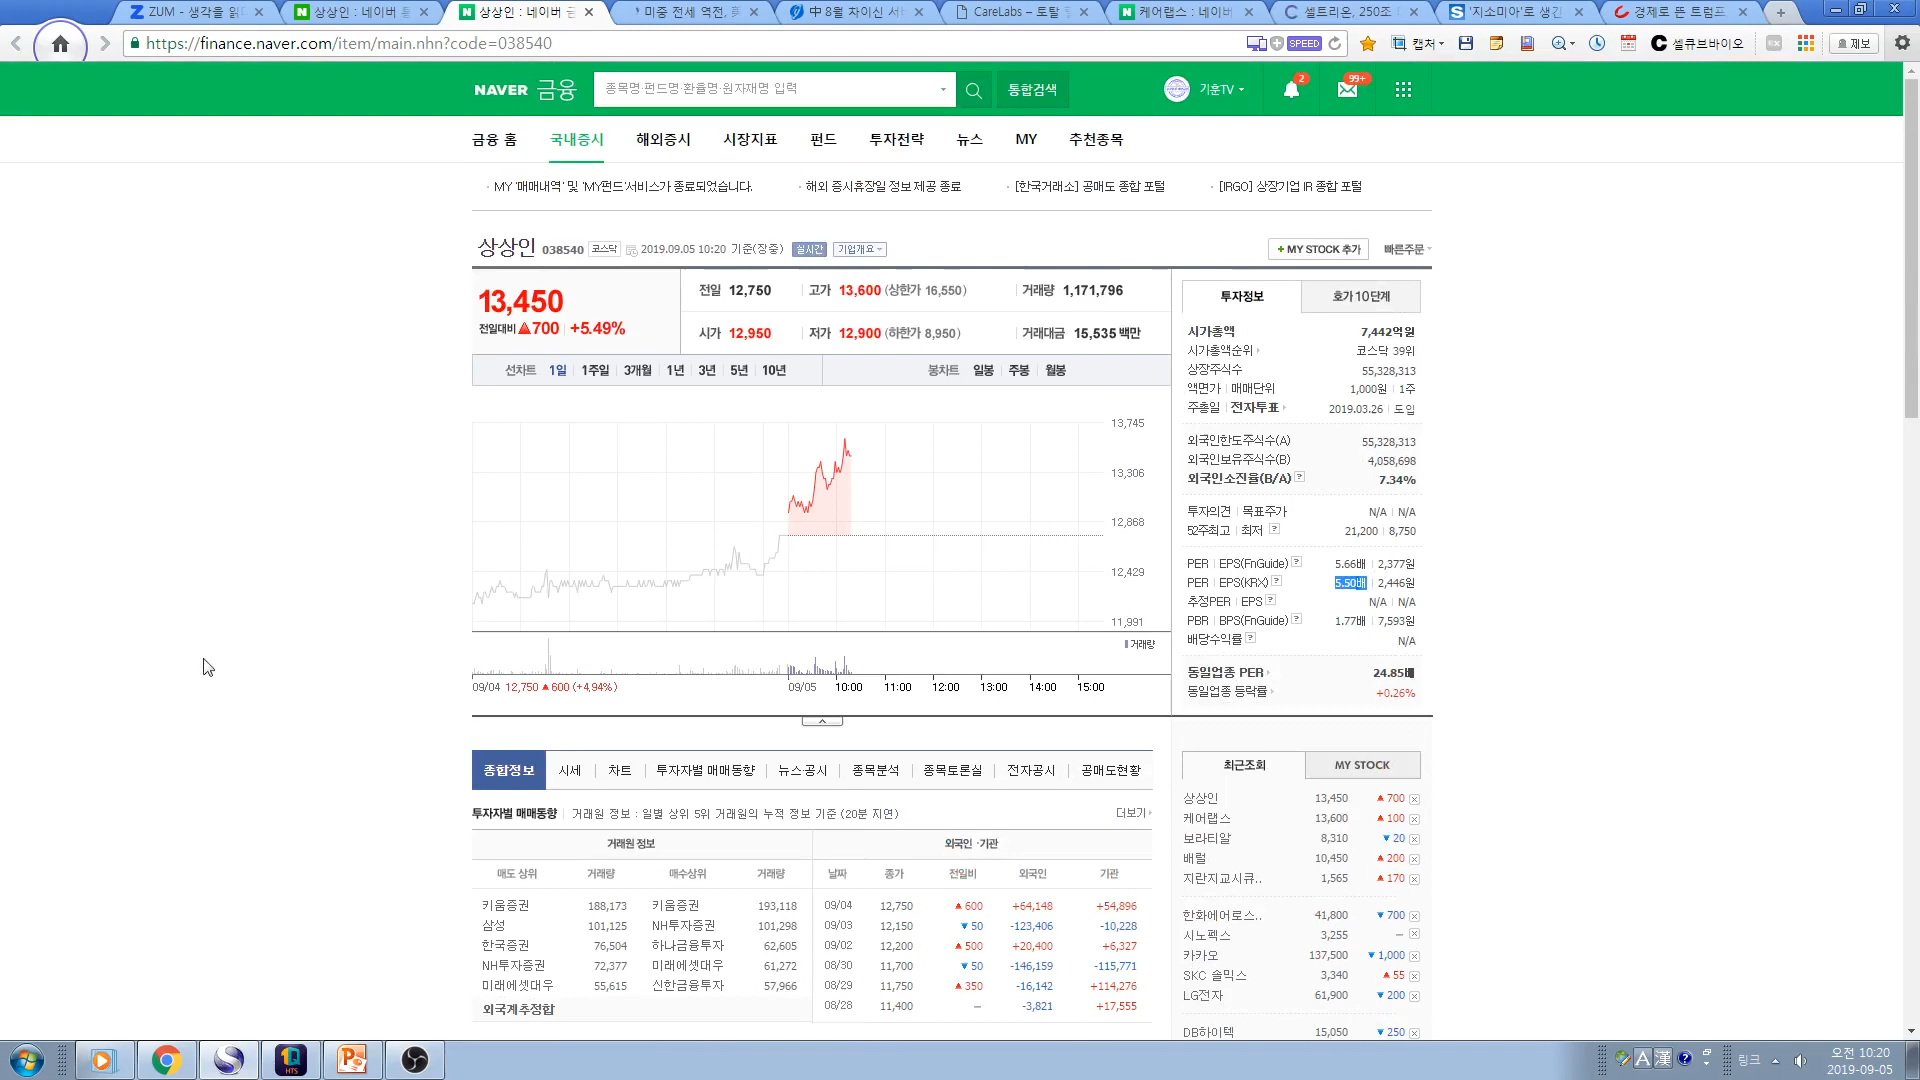 ZUM - 생각을 읽다
상상인 : 네이버 통
상상인 : 네이버 금
미중 전세 역전, 美
中 8월 차이신 서비
CareLabs – 토탈
케어랩스 : 네이버
셀트리온, 250조
'지소미아'로 생긴
경제로 뜬 트럼프
https://finance.naver.com/item/main.nhn?code=038540
SPEED
캡처
셀큐브바이오
제보
NAVER 금융
종목명·펀드명·환율명·원자재명 입력
통합검색
기훈TV
2
99+
금융 홈
국내증시
해외증시
시장지표
펀드
투자전략
뉴스
MY
추천종목
· MY '매매내역' 및 'MY펀드'서비스가 종료되었습니다.
· 해외 증시휴장일 정보 제공 종료
· [한국거래소] 공매도 종합 포털
· [IRGO] 상장기업 IR 종합 포털
상상인 038540 코스닥 2019.09.05 10:20 기준(장중) 실시간 기업개요
+ MY STOCK 추가 빠른주문
13,450
전일대비 ▲700 +5.49%
전일 12,750 고가 13,600 (상한가 16,550) 거래량 1,171,796
시가 12,950 저가 12,900 (하한가 8,950) 거래대금 15,535 백만
선차트 1일 1주일 3개월 1년 3년 5년 10년 봉차트 일봉 주봉 월봉
13,745
13,306
12,868
12,429
11,991
거래량
09/04 12,750 ▲600 (+4,94%) 09/05 10:00 11:00 12:00 13:00 14:00 15:00
투자정보 호가 10단계
시가총액 7,442억원
시가총액순위 코스닥 39위
상장주식수 55,328,313
액면가 매매단위 1,000원 1주
주총일 전자투표 2019.03.26 도입
외국인한도주식수(A) 55,328,313
외국인보유주식수(B) 4,058,698
외국인소진율(B/A) ? 7.34%
투자의견 목표주가 N/A N/A
52주최고 최저 ? 21,200 8,750
PER EPS(FnGuide) ? 5.66배 2,377원
PER EPS(KRX) ? 5.50배 2,446원
추정PER EPS ? N/A N/A
PBR BPS(FnGuide) ? 1.77배 7,593원
배당수익률 ? N/A
동일업종 PER 24.85배
동일업종 등락률 +0.26%
종합정보 시세 차트 투자자별 매매동향 뉴스·공시 종목분석 종목토론실 전자공시 공매도현황
투자자별 매매동향 거래원 정보 : 일별 상위 5위 거래원의 누적 정보 기준 (20분 지연) 더보기
거래원 정보 외국인·기관
매도 상위 거래량 매수상위 거래량 날짜 종가 전일비 외국인 기관
키움증권 188,173 키움증권 193,118 09/04 12,750 ▲600 +64,148 +54,896
삼성 101,125 NH투자증권 101,298 09/03 12,150 ▼50 -123,406 -10,228
한국증권 76,504 하나금융투자 62,605 09/02 12,200 ▲500 +20,400 +6,327
NH투자증권 72,377 미래에셋대우 61,272 08/30 11,700 ▼50 -146,159 -115,771
미래에셋대우 55,615 신한금융투자 57,966 08/29 11,750 ▲350 -16,142 +114,276
외국계추정합 08/28 11,400 – -3,821 +17,555
최근조회 MY STOCK
상상인 13,450 ▲700
케어랩스 13,600 ▲100
보라티알 8,310 ▼20
배럴 10,450 ▲200
지란지교시큐.. 1,565 ▲170
한화에어로스.. 41,800 ▼700
시노펙스 3,255 –
카카오 137,500 ▼1,000
SKC 솔믹스 3,340 ▲55
LG전자 61,900 ▼200
DB하이텍 15,050 ▼250
1Q
HTS
A 漢
링크
오전 10:20
2019-09-05